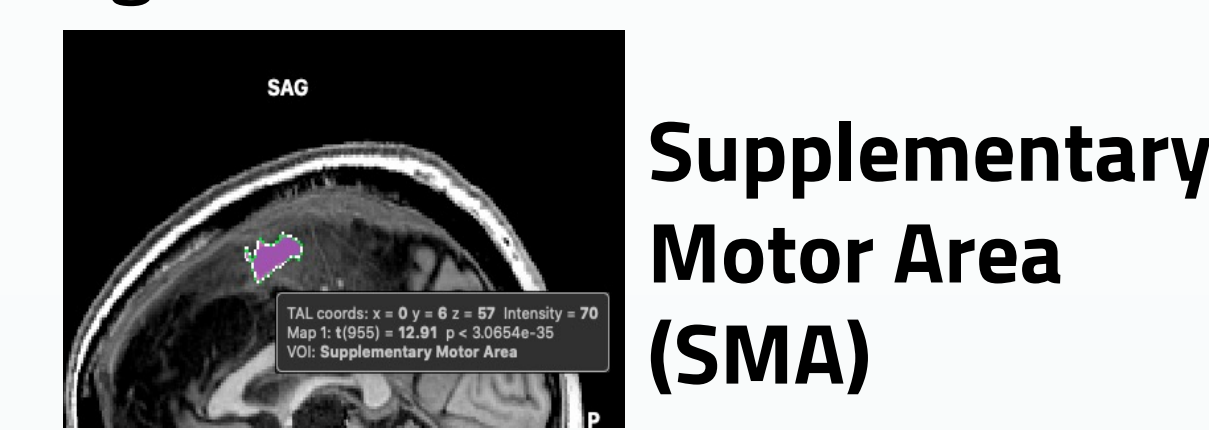 SAG
Supplementary
Motor Area
(SMA)
TAL coords: x = 0 y = 6 z = 57 Intensity = 70
Map 1: t(955) = 12.91 p < 3.0654e-35
VOI: Supplementary Motor Area
P